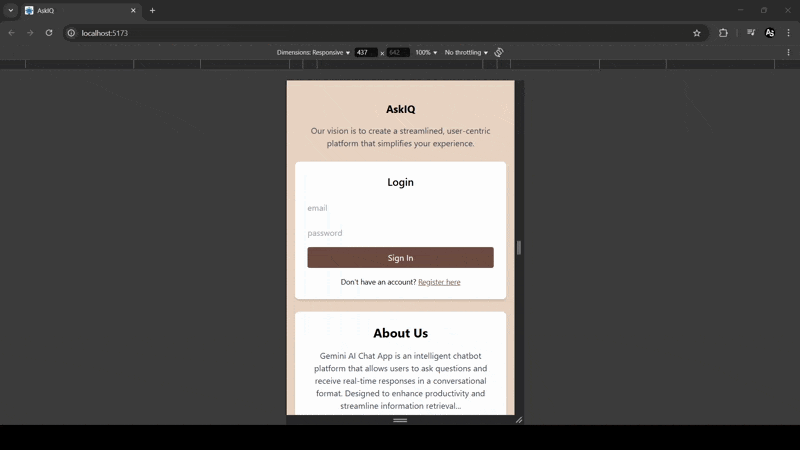 AskIQ
localhost:5173
Dimensions: Responsive 437 x 642 100% No throttling
AskIQ
Our vision is to create a streamlined, user-centric
platform that simplifies your experience.
Login
email
password
Sign In
Don't have an account? Register here
About Us
Gemini AI Chat App is an intelligent chatbot
platform that allows users to ask questions and
receive real-time responses in a conversational
format. Designed to enhance productivity and
streamline information retrieval...